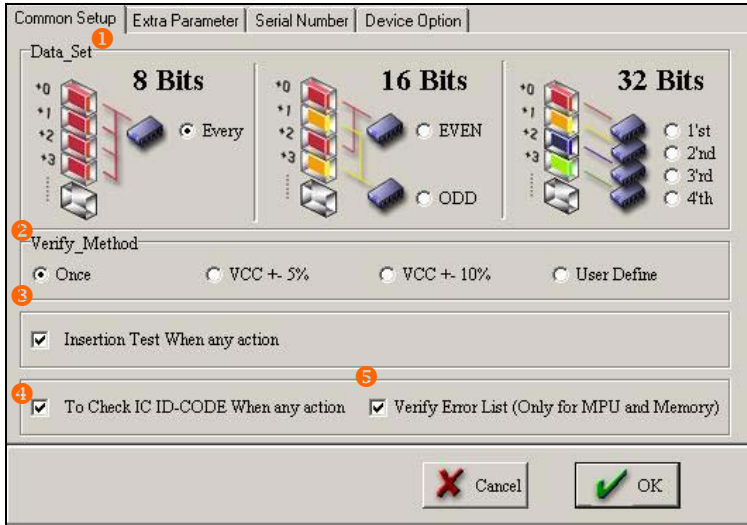 Common Setup Extra Parameter Serial Number Device Option
1
Data_Set
8 Bits
+0
+1
+2
+3
Every
16 Bits
+0
+1
+2
+3
EVEN
ODD
32 Bits
+0
+1
+2
+3
1'st
2'nd
3'rd
4'th
2
Verify_Method
Once VCC +- 5% VCC +- 10% User Define
3
Insertion Test When any action
4 5
To Check IC ID-CODE When any action Verify Error List (Only for MPU and Memory)
Cancel OK